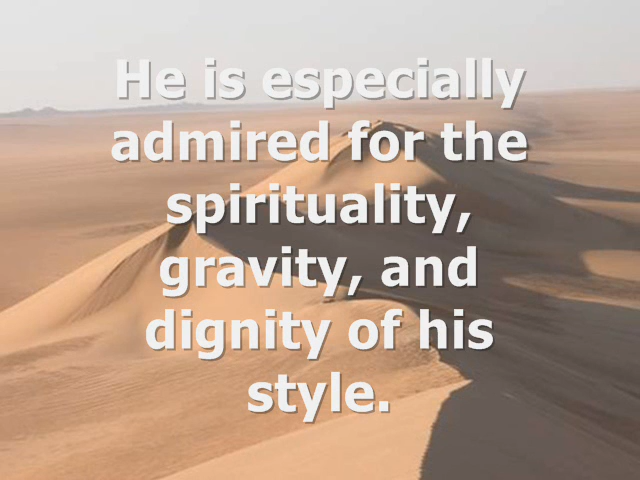 He is especially
admired for the
spirituality,
gravity, and
dignity of his
style.